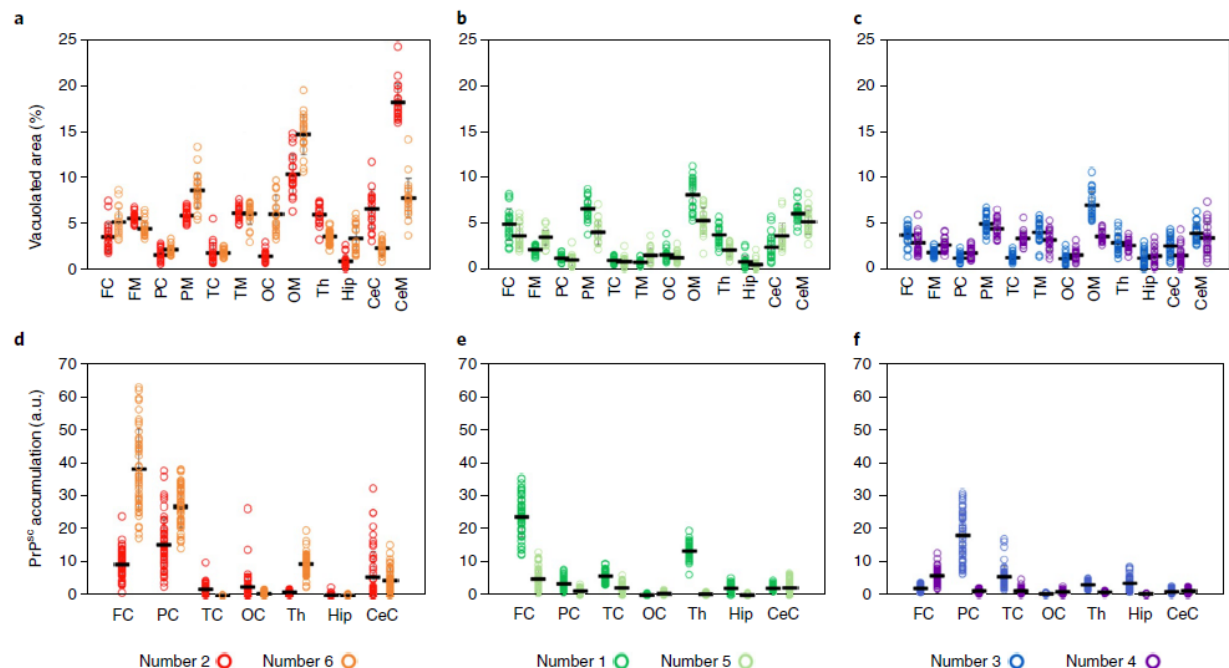 a
b
c
Vacuolated area (%)
25
20
15
10
5
0
FC FM PC PM TC TM OC OM Th Hip CeC CeM
25
20
15
10
5
0
FC FM PC PM TC TM OC OM Th Hip CeC CeM
25
20
15
10
5
0
FC FM PC PM TC TM OC OM Th Hip CeC CeM
d
e
f
PrPSC accumulation (a.u.)
70
60
50
40
30
20
10
0
FC PC TC OC Th Hip CeC
70
60
50
40
30
20
10
0
FC PC TC OC Th Hip CeC
70
60
50
40
30
20
10
0
FC PC TC OC Th Hip CeC
Number 2 Number 6
Number 1 Number 5
Number 3 Number 4